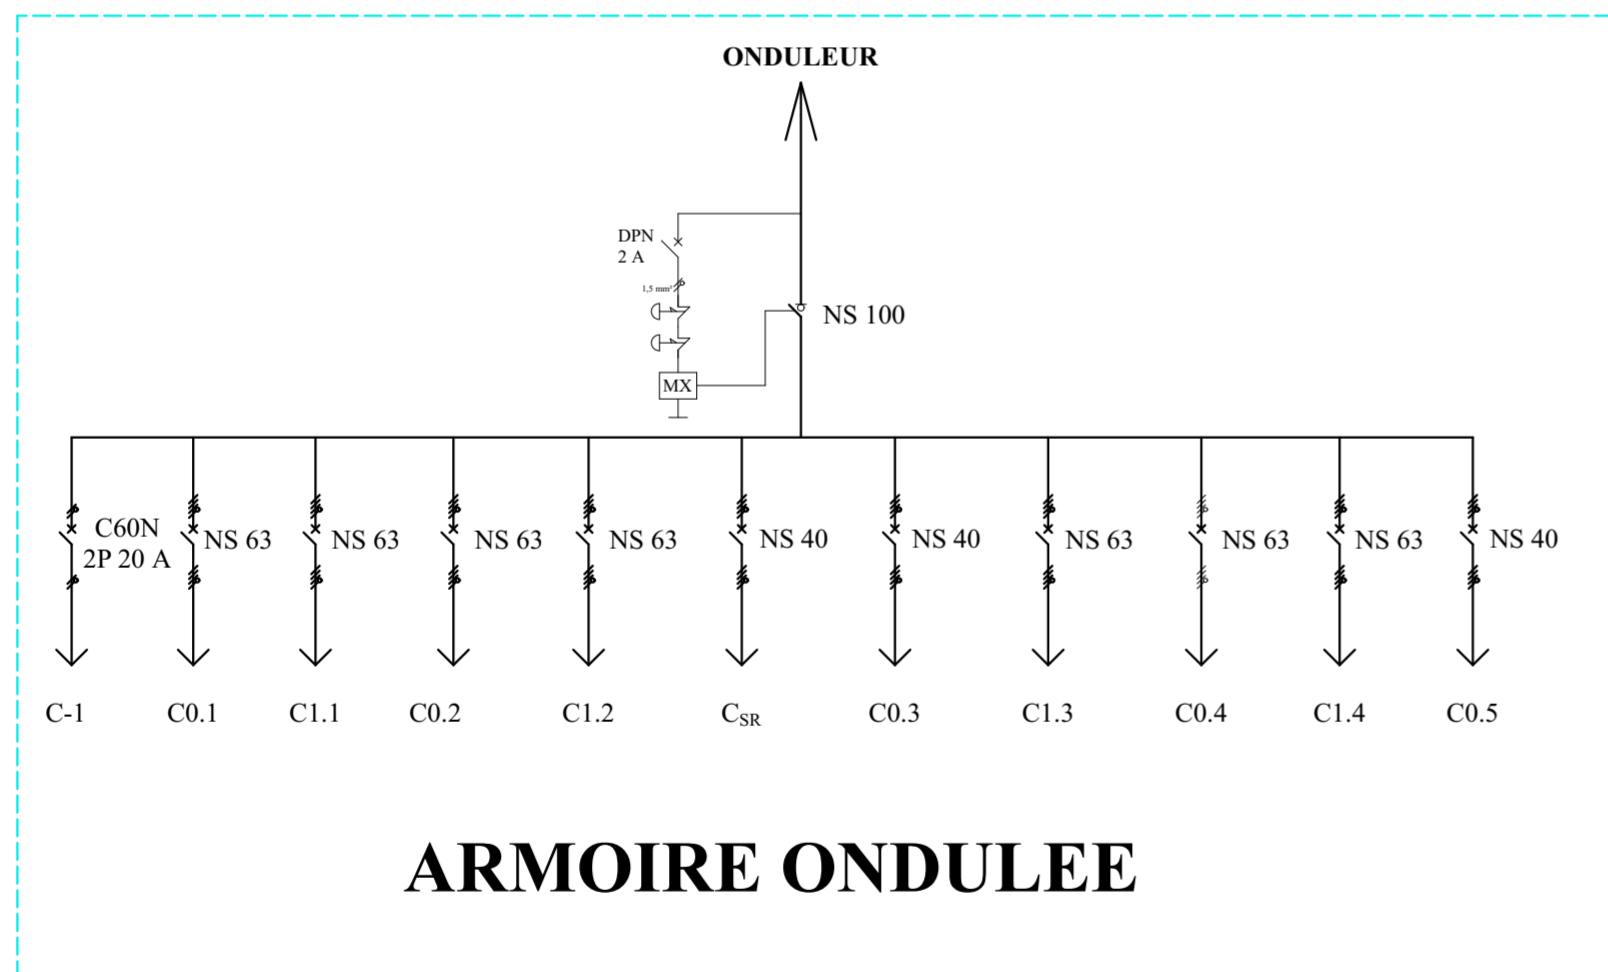 ONDULEUR
DPN
2 A
1,5 mm²
NS 100
MX
C60N
2P 20 A
NS 63
NS 63
NS 63
NS 63
NS 40
NS 40
NS 63
NS 63
NS 63
NS 40
C-1
C0.1
C1.1
C0.2
C1.2
CSR
C0.3
C1.3
C0.4
C1.4
C0.5
ARMOIRE ONDULEE